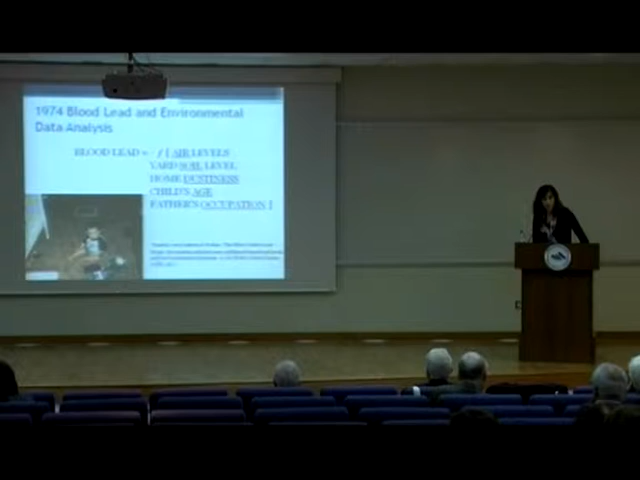 1974 Blood Lead and Environmental
Data Analysis
BLOOD LEAD = f [ AIR LEVELS
YARD SOIL LEVEL
HOME DUSTINESS
CHILD'S AGE
FATHER'S OCCUPATION ]